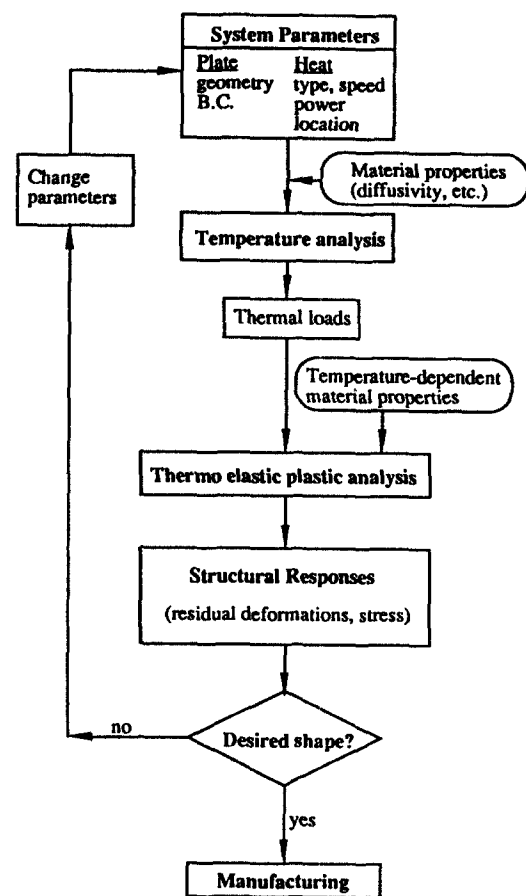 System Parameters
Plate Heat
geometry type, speed
B.C. power
location
Change
parameters
Material properties
(diffusivity, etc.)
Temperature analysis
Thermal loads
Temperature-dependent
material properties
Thermo elastic plastic analysis
Structural Responses
(residual deformations, stress)
no
Desired shape?
yes
Manufacturing